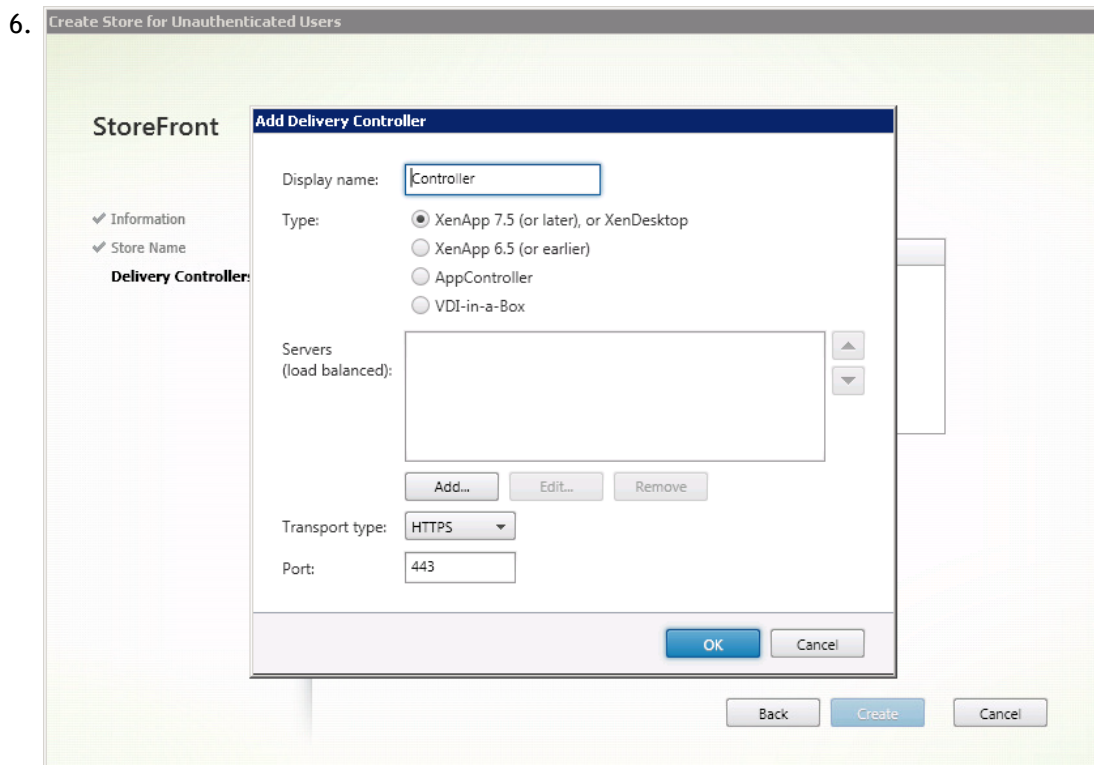 6.
Create Store for Unauthenticated Users
StoreFront
Add Delivery Controller
Display name:
Controller
Information
Type:
XenApp 7.5 (or later), or XenDesktop
Store Name
XenApp 6.5 (or earlier)
Delivery Controllers
AppController
VDI-in-a-Box
Servers
(load balanced):
Add...
Edit...
Remove
Transport type:
HTTPS
Port:
443
OK
Cancel
Back
Create
Cancel